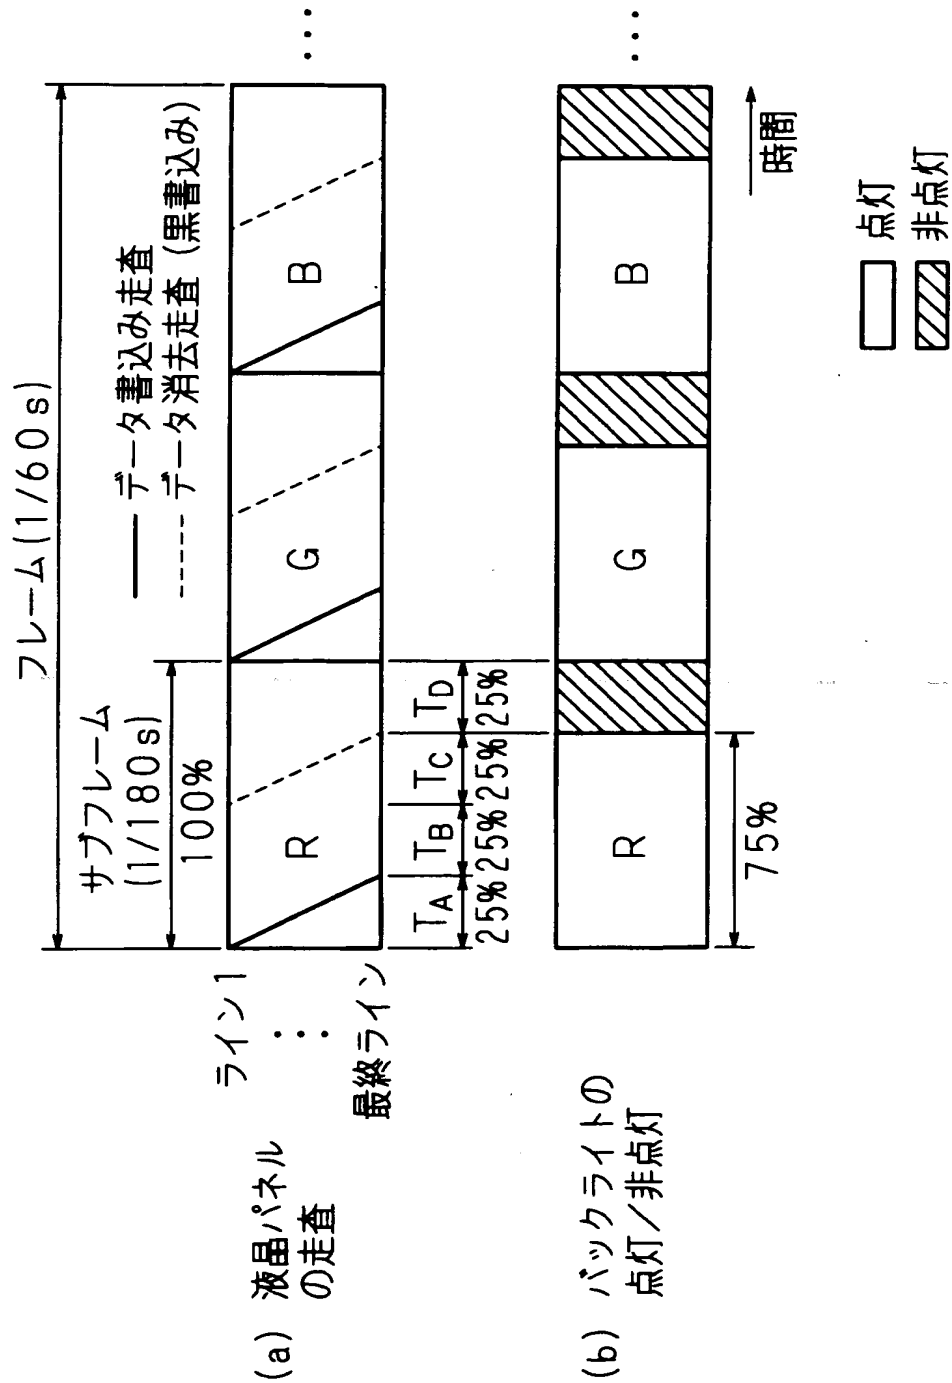 フレーム(1/60s)
サブフレーム
(1/180s)
100%
データ書込み走査
データ消去走査(黒書込み)
(a) 液晶パネル
の走査
ライン1
⋮
最終ライン
R
G
B
...
TA
TB
TC
TD
25%
25%
25%
25%
(b) バックライトの
点灯/非点灯
R
G
B
...
75%
時間
点灯
非点灯